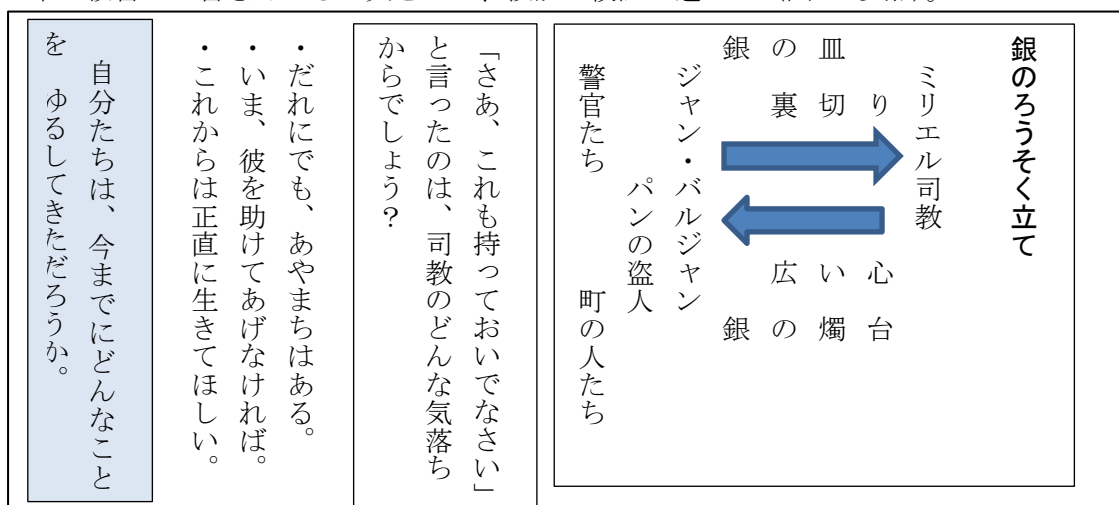 銀のろうそく立て
ミリエル司教
銀の皿
裏切り
広い心
銀の燭台
ジャン・バルジャン
パンの盗人
警官たち
町の人たち
「さあ、これも持っておいでなさい」
と言ったのは、司教のどんな気落ち
からでしょう？
・だれにでも、あやまちはある。
・いま、彼を助けてあげなければ。
・これからは正直に生きてほしい。
自分たちは、今までにどんなこと
を　ゆるしてきただろうか。